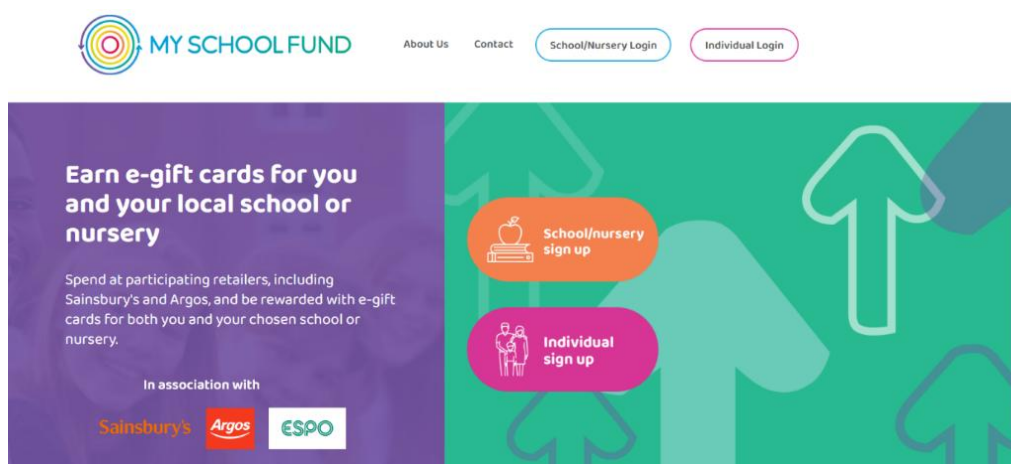 MY SCHOOL FUND
About Us
Contact
School/Nursery Login
Individual Login
Earn e-gift cards for you
and your local school or
nursery
Spend at participating retailers, including
Sainsbury's and Argos, and be rewarded with e-gift
cards for both you and your chosen school or
nursery.
In association with
Sainsbury's
Argos
ESPO
School/nursery
sign up
Individual
sign up